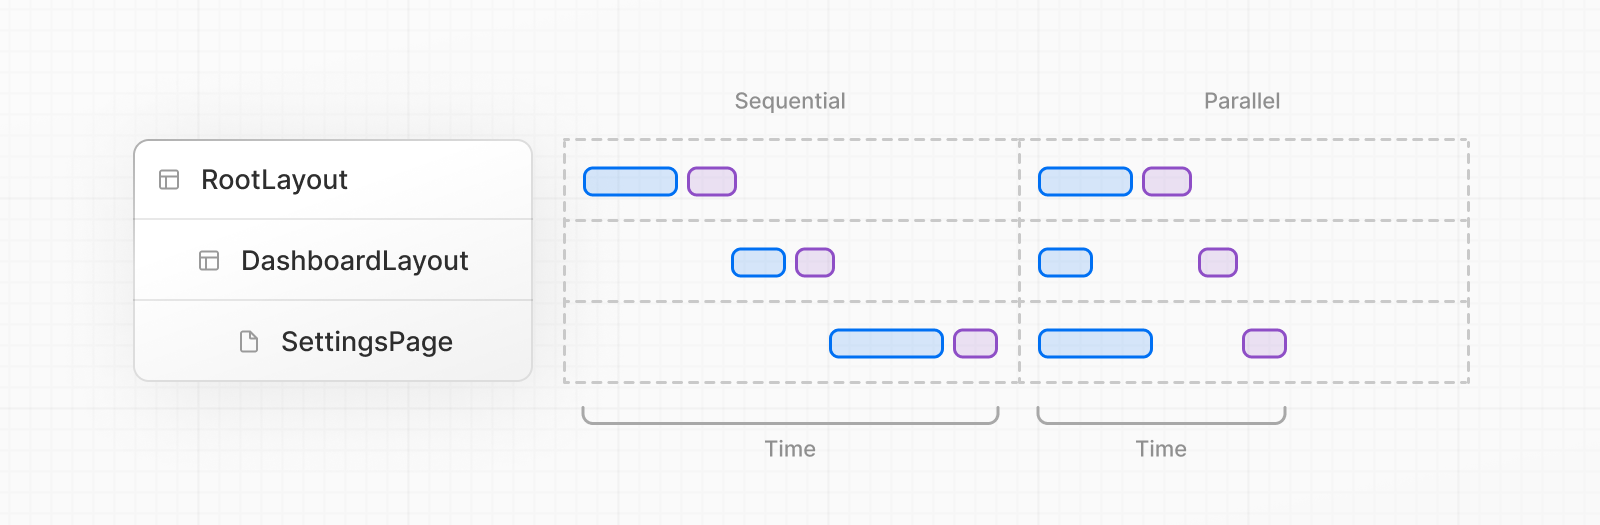 Sequential
Parallel
RootLayout
DashboardLayout
SettingsPage
Time
Time